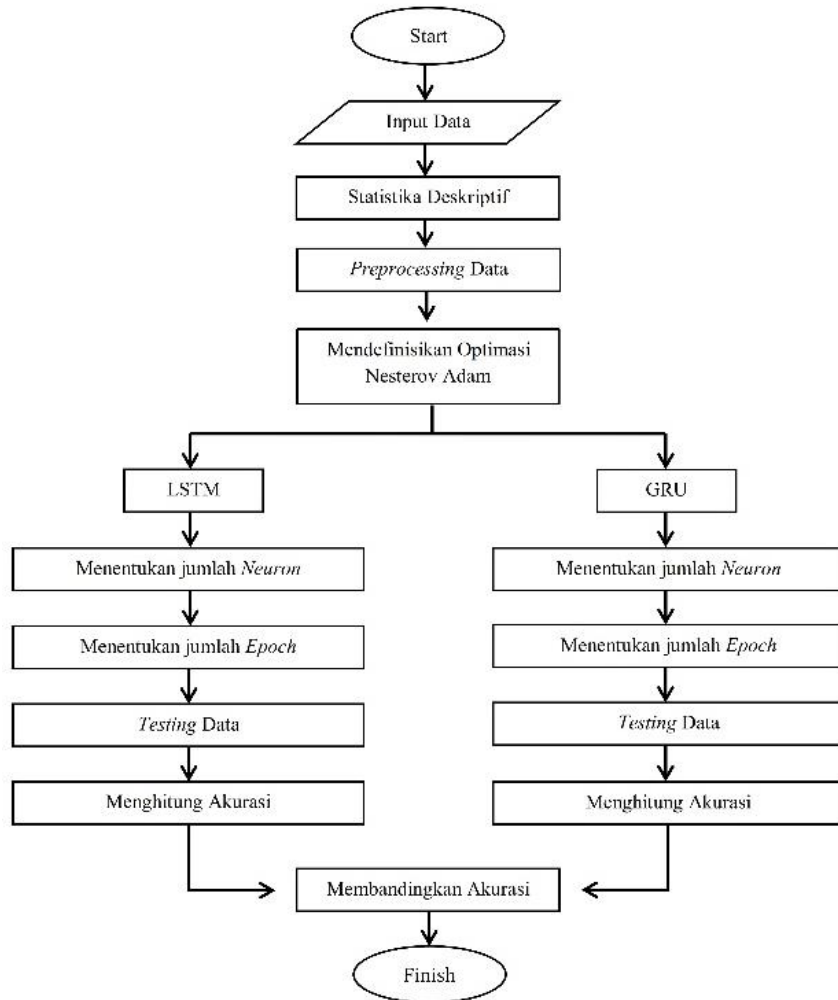 Start
Input Data
Statistika Deskriptif
Preprocessing Data
Mendefinisikan Optimasi
Nesterov Adam
LSTM
Menentukan jumlah Neuron
Menentukan jumlah Epoch
Testing Data
Menghitung Akurasi
GRU
Menentukan jumlah Neuron
Menentukan jumlah Epoch
Testing Data
Menghitung Akurasi
Membandingkan Akurasi
Finish